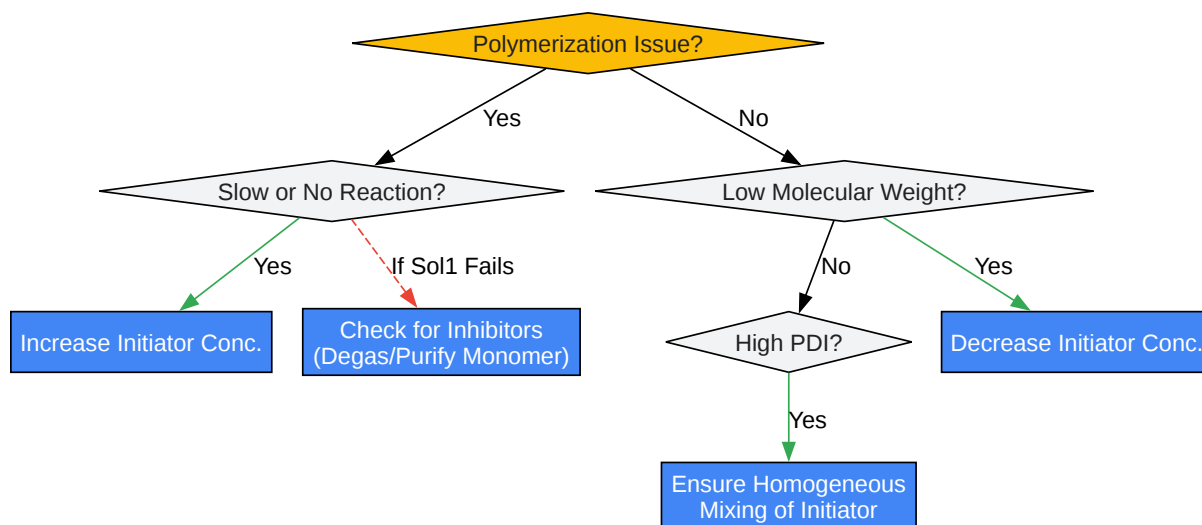 Polymerization Issue?
Yes
No
Slow or No Reaction?
Low Molecular Weight?
Yes
If Sol1 Fails
No
Yes
Increase Initiator Conc.
Check for Inhibitors
(Degas/Purify Monomer)
High PDI?
Decrease Initiator Conc.
Yes
Ensure Homogeneous
Mixing of Initiator